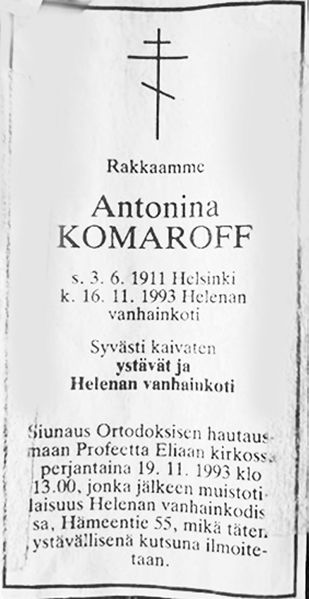 Rakkaamme
Antonina
KOMAROFF
s. 3. 6. 1911 Helsinki
k. 16. 11. 1993 Helenan
vanhainkoti
Syvästi kaivaten
ystävät ja
Helenan vanhainkoti
Siunaus Ortodoksisen hautaus-
maan Profeetta Eliaan kirkoss
perjantaina 19. 11. 1993 klo
13.00, jonka jälkeen muistoti-
laisuus Helenan vanhainkodis
sa, Hämeentie 55, mikä täten
ystävällisenä kutsuna ilmoite-
taan.